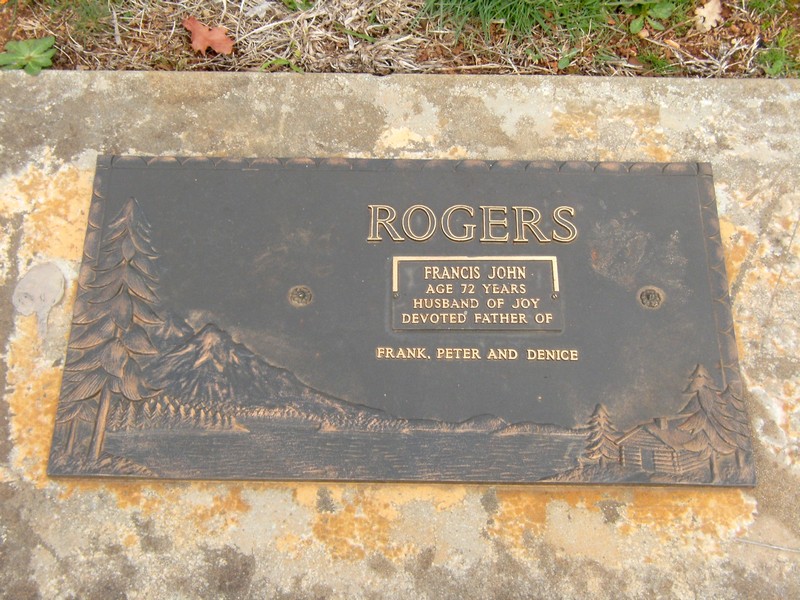 ROGERS
FRANCIS JOHN
AGE 72 YEARS
HUSBAND OF JOY
DEVOTED FATHER OF
FRANK, PETER AND DENICE